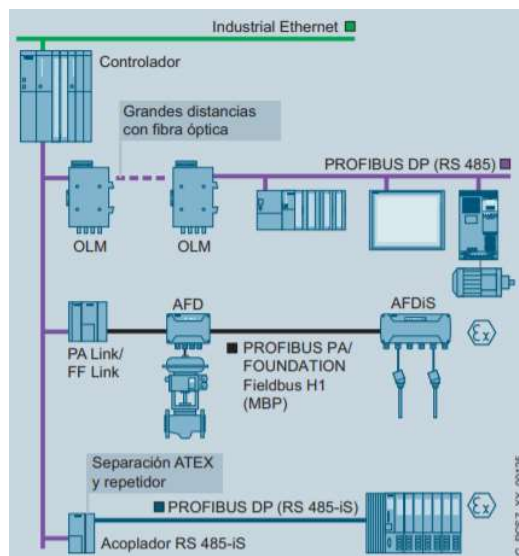 Industrial Ethernet
Controlador
Grandes distancias
con fibra óptica
PROFIBUS DP (RS 485)
OLM
OLM
AFD
AFDiS
Ex
PA Link/
FF Link
PROFIBUS PA/
FOUNDATION
Fieldbus H1
(MBP)
Separación ATEX
y repetidor
PROFIBUS DP (RS 485-iS)
Ex
Acoplador RS 485-iS